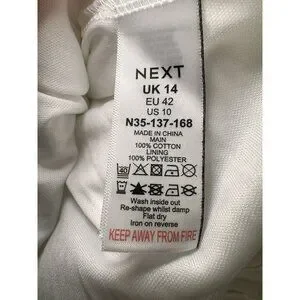 NEXT
UK 14
EU 42
US 10
N35-137-168
MADE IN CHINA
MAIN
100% COTTON
LINING
100% POLYESTER
40
Wash inside out
Re-shape whilst damp
Flat dry
Iron on reverse
KEEP AWAY FROM FIRE